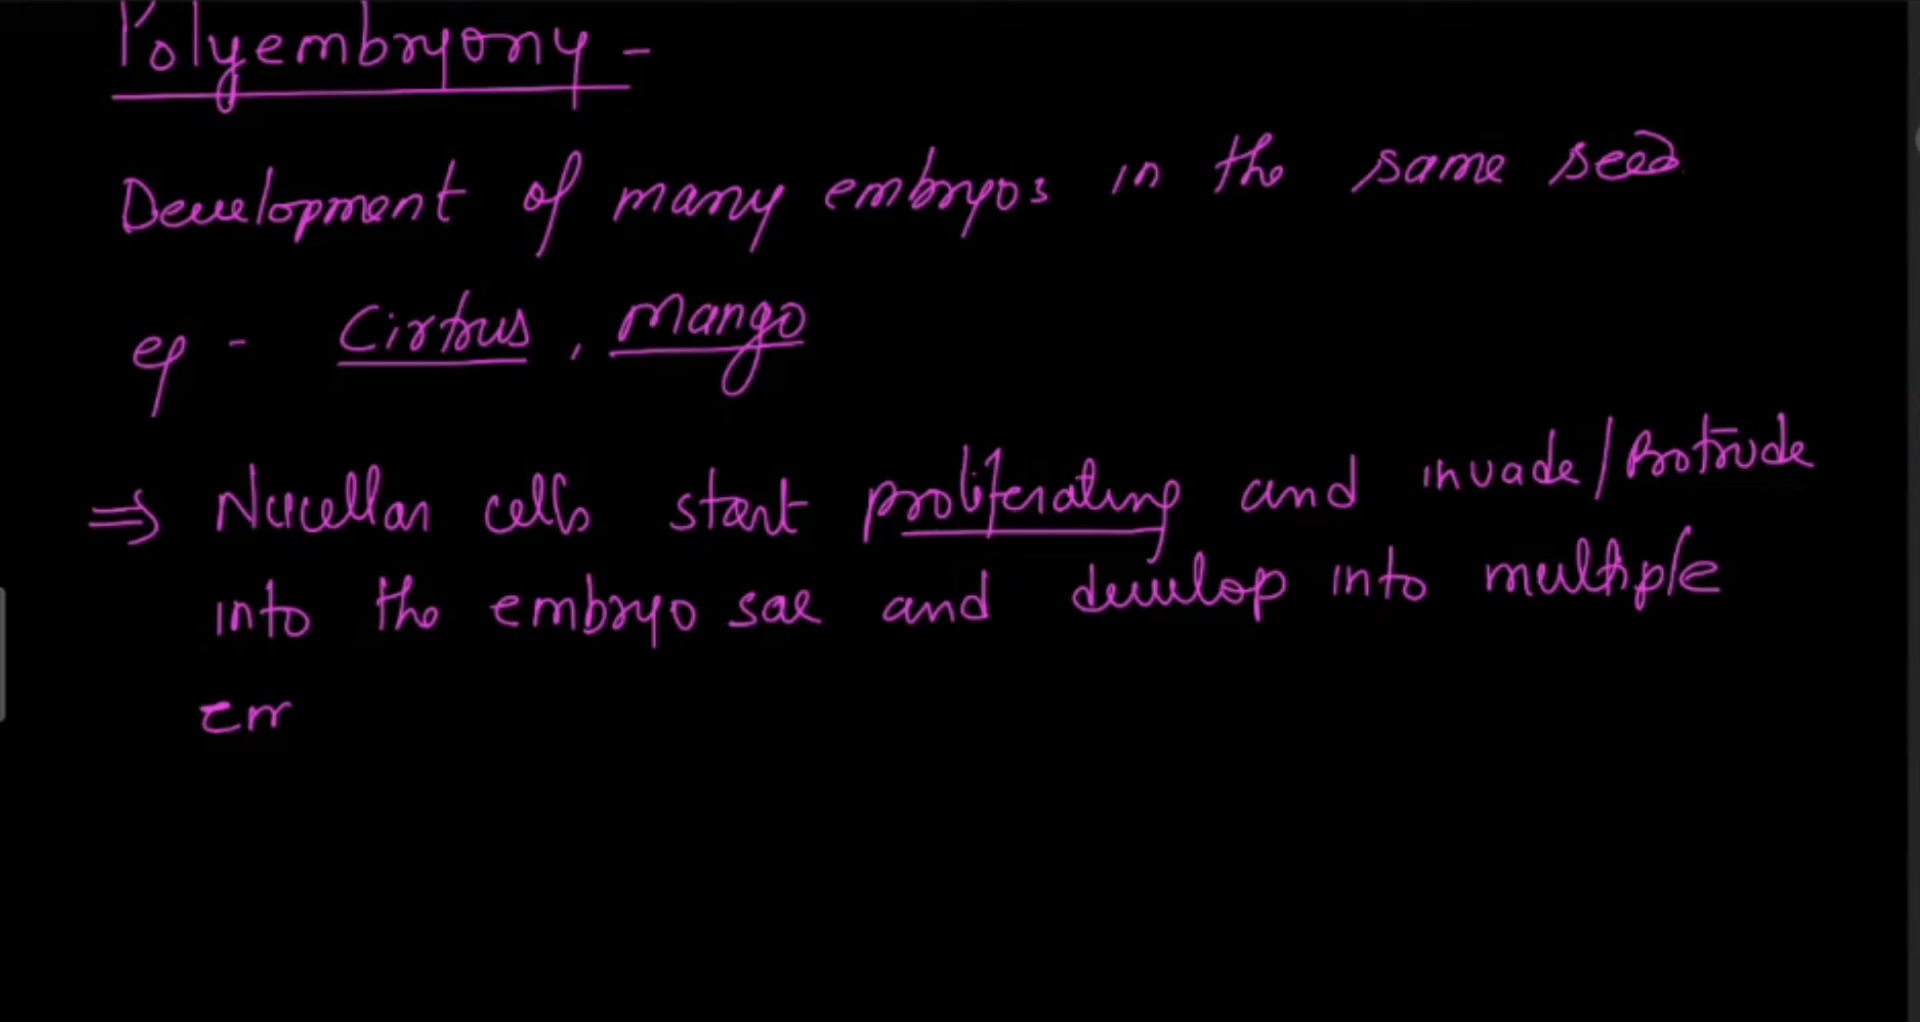 Polyembryony -
Development of many embryos in the same seed.
eg - Citrus, Mango
⇒ Nucellar cells start proliferating and invade/Protrude
into the embryo sac and develop into multiple
em